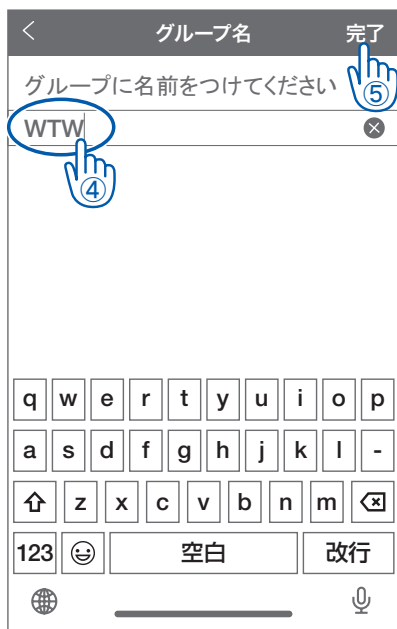 グループ名 完了
グループに名前をつけてください
⑤
WTW
④
q w e r t y u i o p
a s d f g h j k l -
z x c v b n m
123 空白 改行